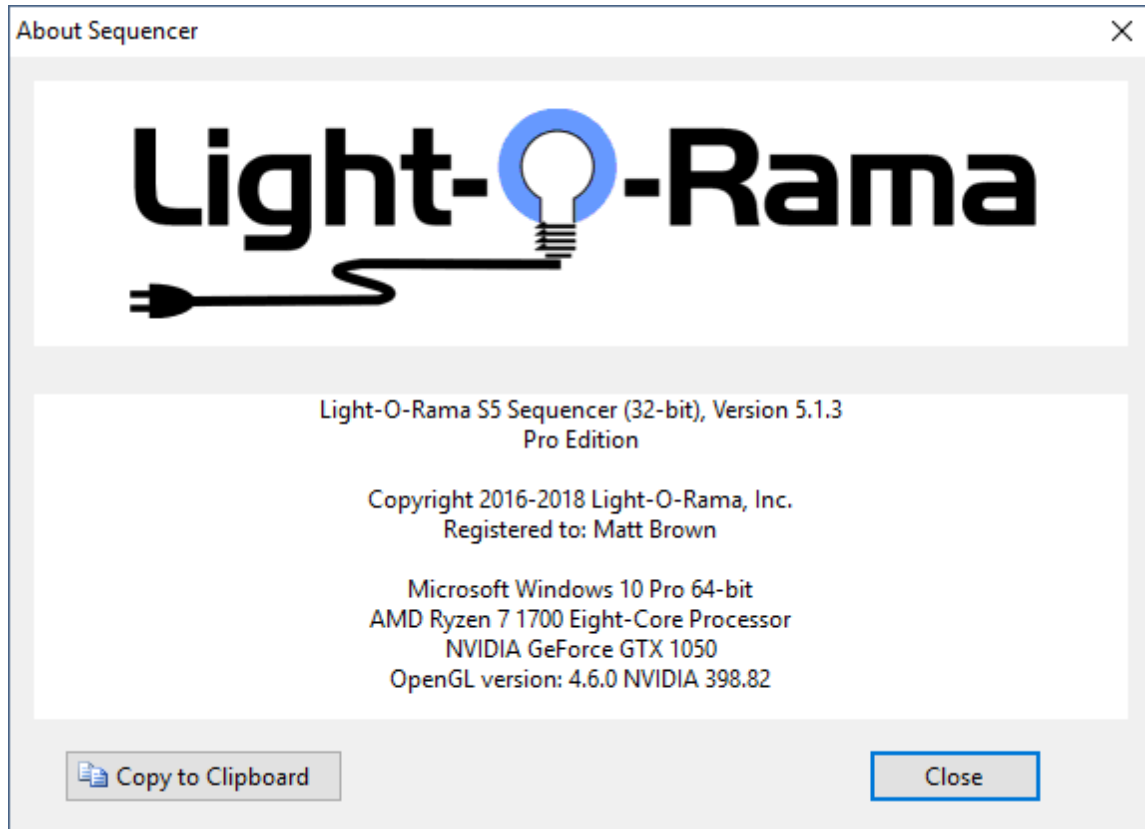 About Sequencer
Light-O-Rama
Light-O-Rama S5 Sequencer (32-bit), Version 5.1.3
Pro Edition
Copyright 2016-2018 Light-O-Rama, Inc.
Registered to: Matt Brown
Microsoft Windows 10 Pro 64-bit
AMD Ryzen 7 1700 Eight-Core Processor
NVIDIA GeForce GTX 1050
OpenGL version: 4.6.0 NVIDIA 398.82
Copy to Clipboard
Close